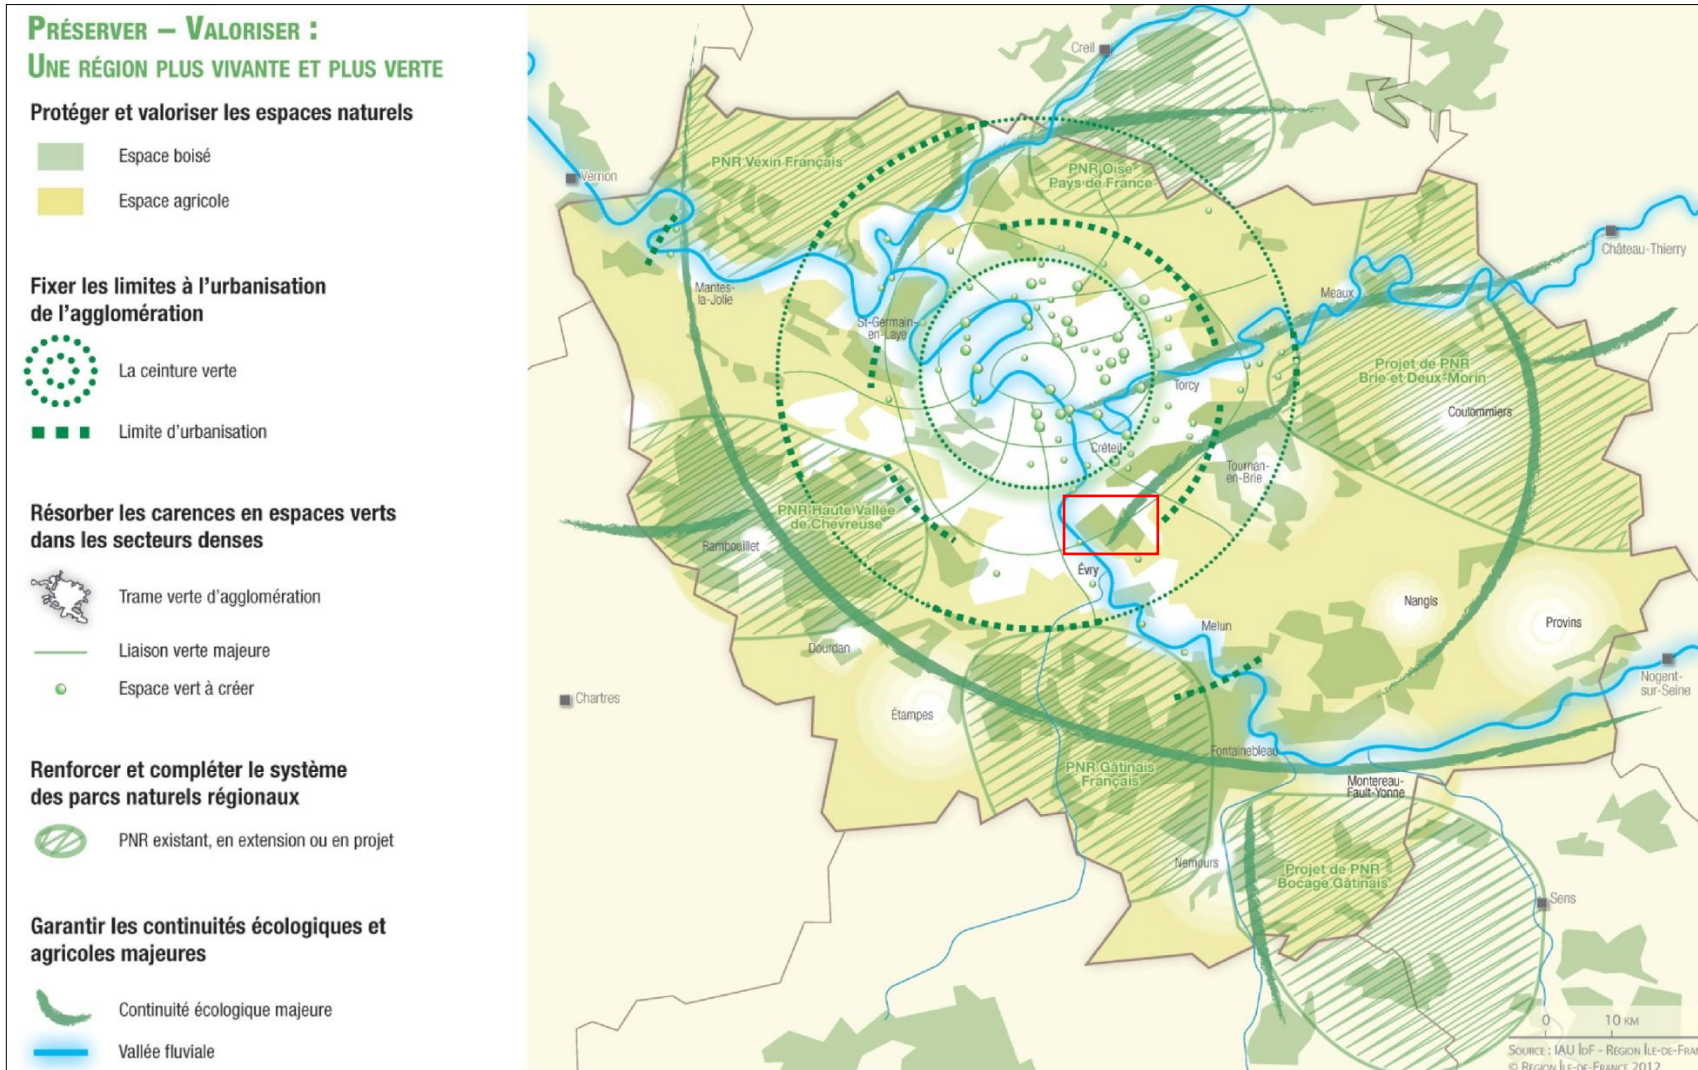 PRÉSERVER – VALORISER :
UNE RÉGION PLUS VIVANTE ET PLUS VERTE
Protéger et valoriser les espaces naturels
Espace boisé
Espace agricole
Fixer les limites à l'urbanisation
de l'agglomération
La ceinture verte
Limite d'urbanisation
Résorber les carences en espaces verts
dans les secteurs denses
Trame verte d'agglomération
Liaison verte majeure
Espace vert à créer
Renforcer et compléter le système
des parcs naturels régionaux
PNR existant, en extension ou en projet
Garantir les continuités écologiques et
agricoles majeures
Continuité écologique majeure
Vallée fluviale
Creil
PNR Vexin Français
PNR Oise
Pays de France
Vernon
Château-Thierry
Mantes-
la-Jolie
Meaux
St-Germain-
en-Laye
Projet de PNR
Brie et Deux-Morin
Torcy
Coulommiers
Créteil
Tournan-
en-Brie
PNR Haute Vallée
de Chevreuse
Rambouillet
Évry
Nangis
Provins
Melun
Dourdan
Nogent-
sur-Seine
Chartres
Étampes
Fontainebleau
PNR Gâtinais
Français
Montereau-
Fault-Yonne
Nemours
Projet de PNR
Bocage Gâtinais
Sens
0 10 KM
SOURCE : IAU ÎDF - RÉGION ÎLE-DE-FRAN
© RÉGION ÎLE-DE-FRANCE 2012